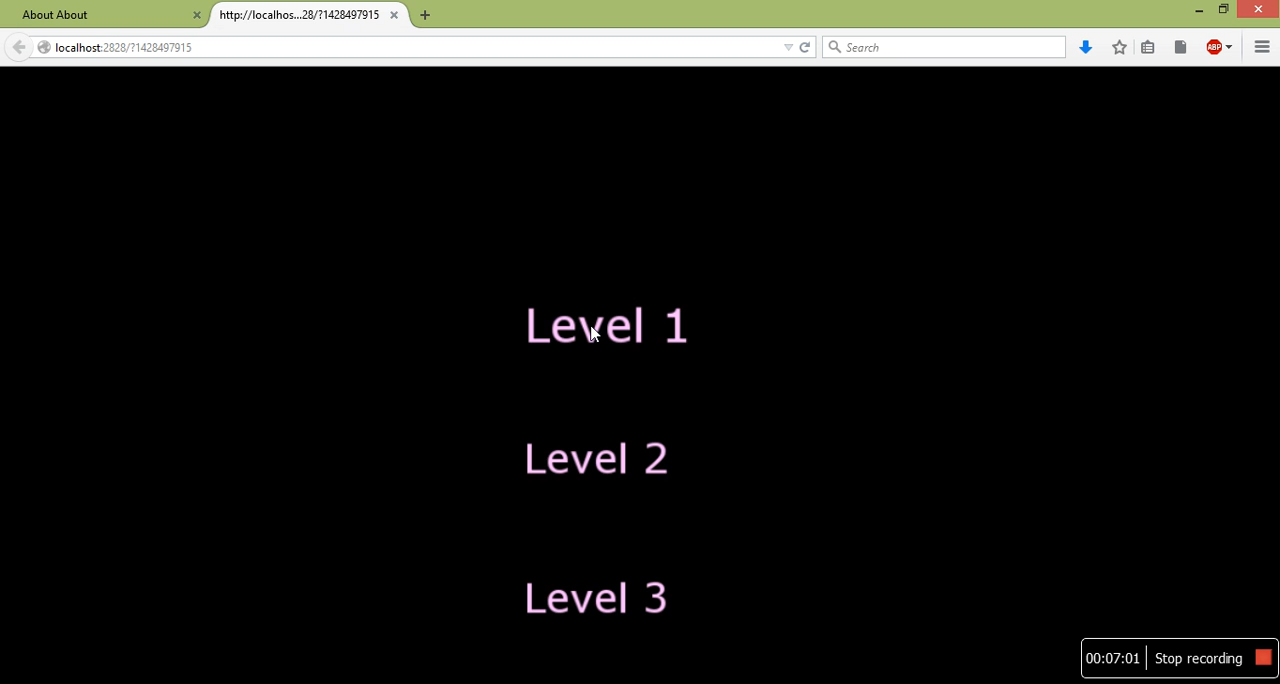 About About
http://localhos...28/?1428497915
localhost:2828/?1428497915
Search
ABP
Level 1
Level 2
Level 3
00:07:01
Stop recording